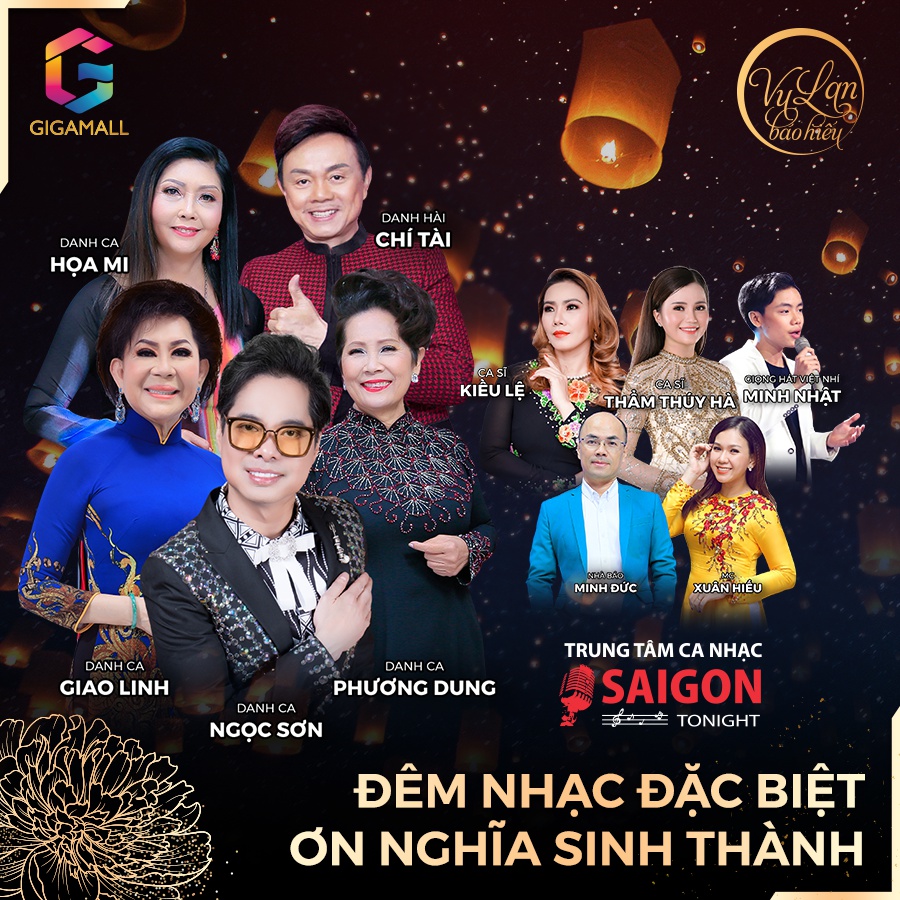 GIGAMALL
Vu Lan
báo hiếu
DANH CA
HỌA MI
DANH HÀI
CHÍ TÀI
CA SĨ
KIỀU LỆ
CA SĨ
THẨM THÚY HÀ
GIỌNG HÁT VIỆT NHÍ
MINH NHẬT
NHÀ BÁO
MINH ĐỨC
MC
XUÂN HIẾU
DANH CA
GIAO LINH
DANH CA
NGỌC SƠN
DANH CA
PHƯƠNG DUNG
TRUNG TÂM CA NHẠC
SAIGON
TONIGHT
ĐÊM NHẠC ĐẶC BIỆT
ƠN NGHĨA SINH THÀNH